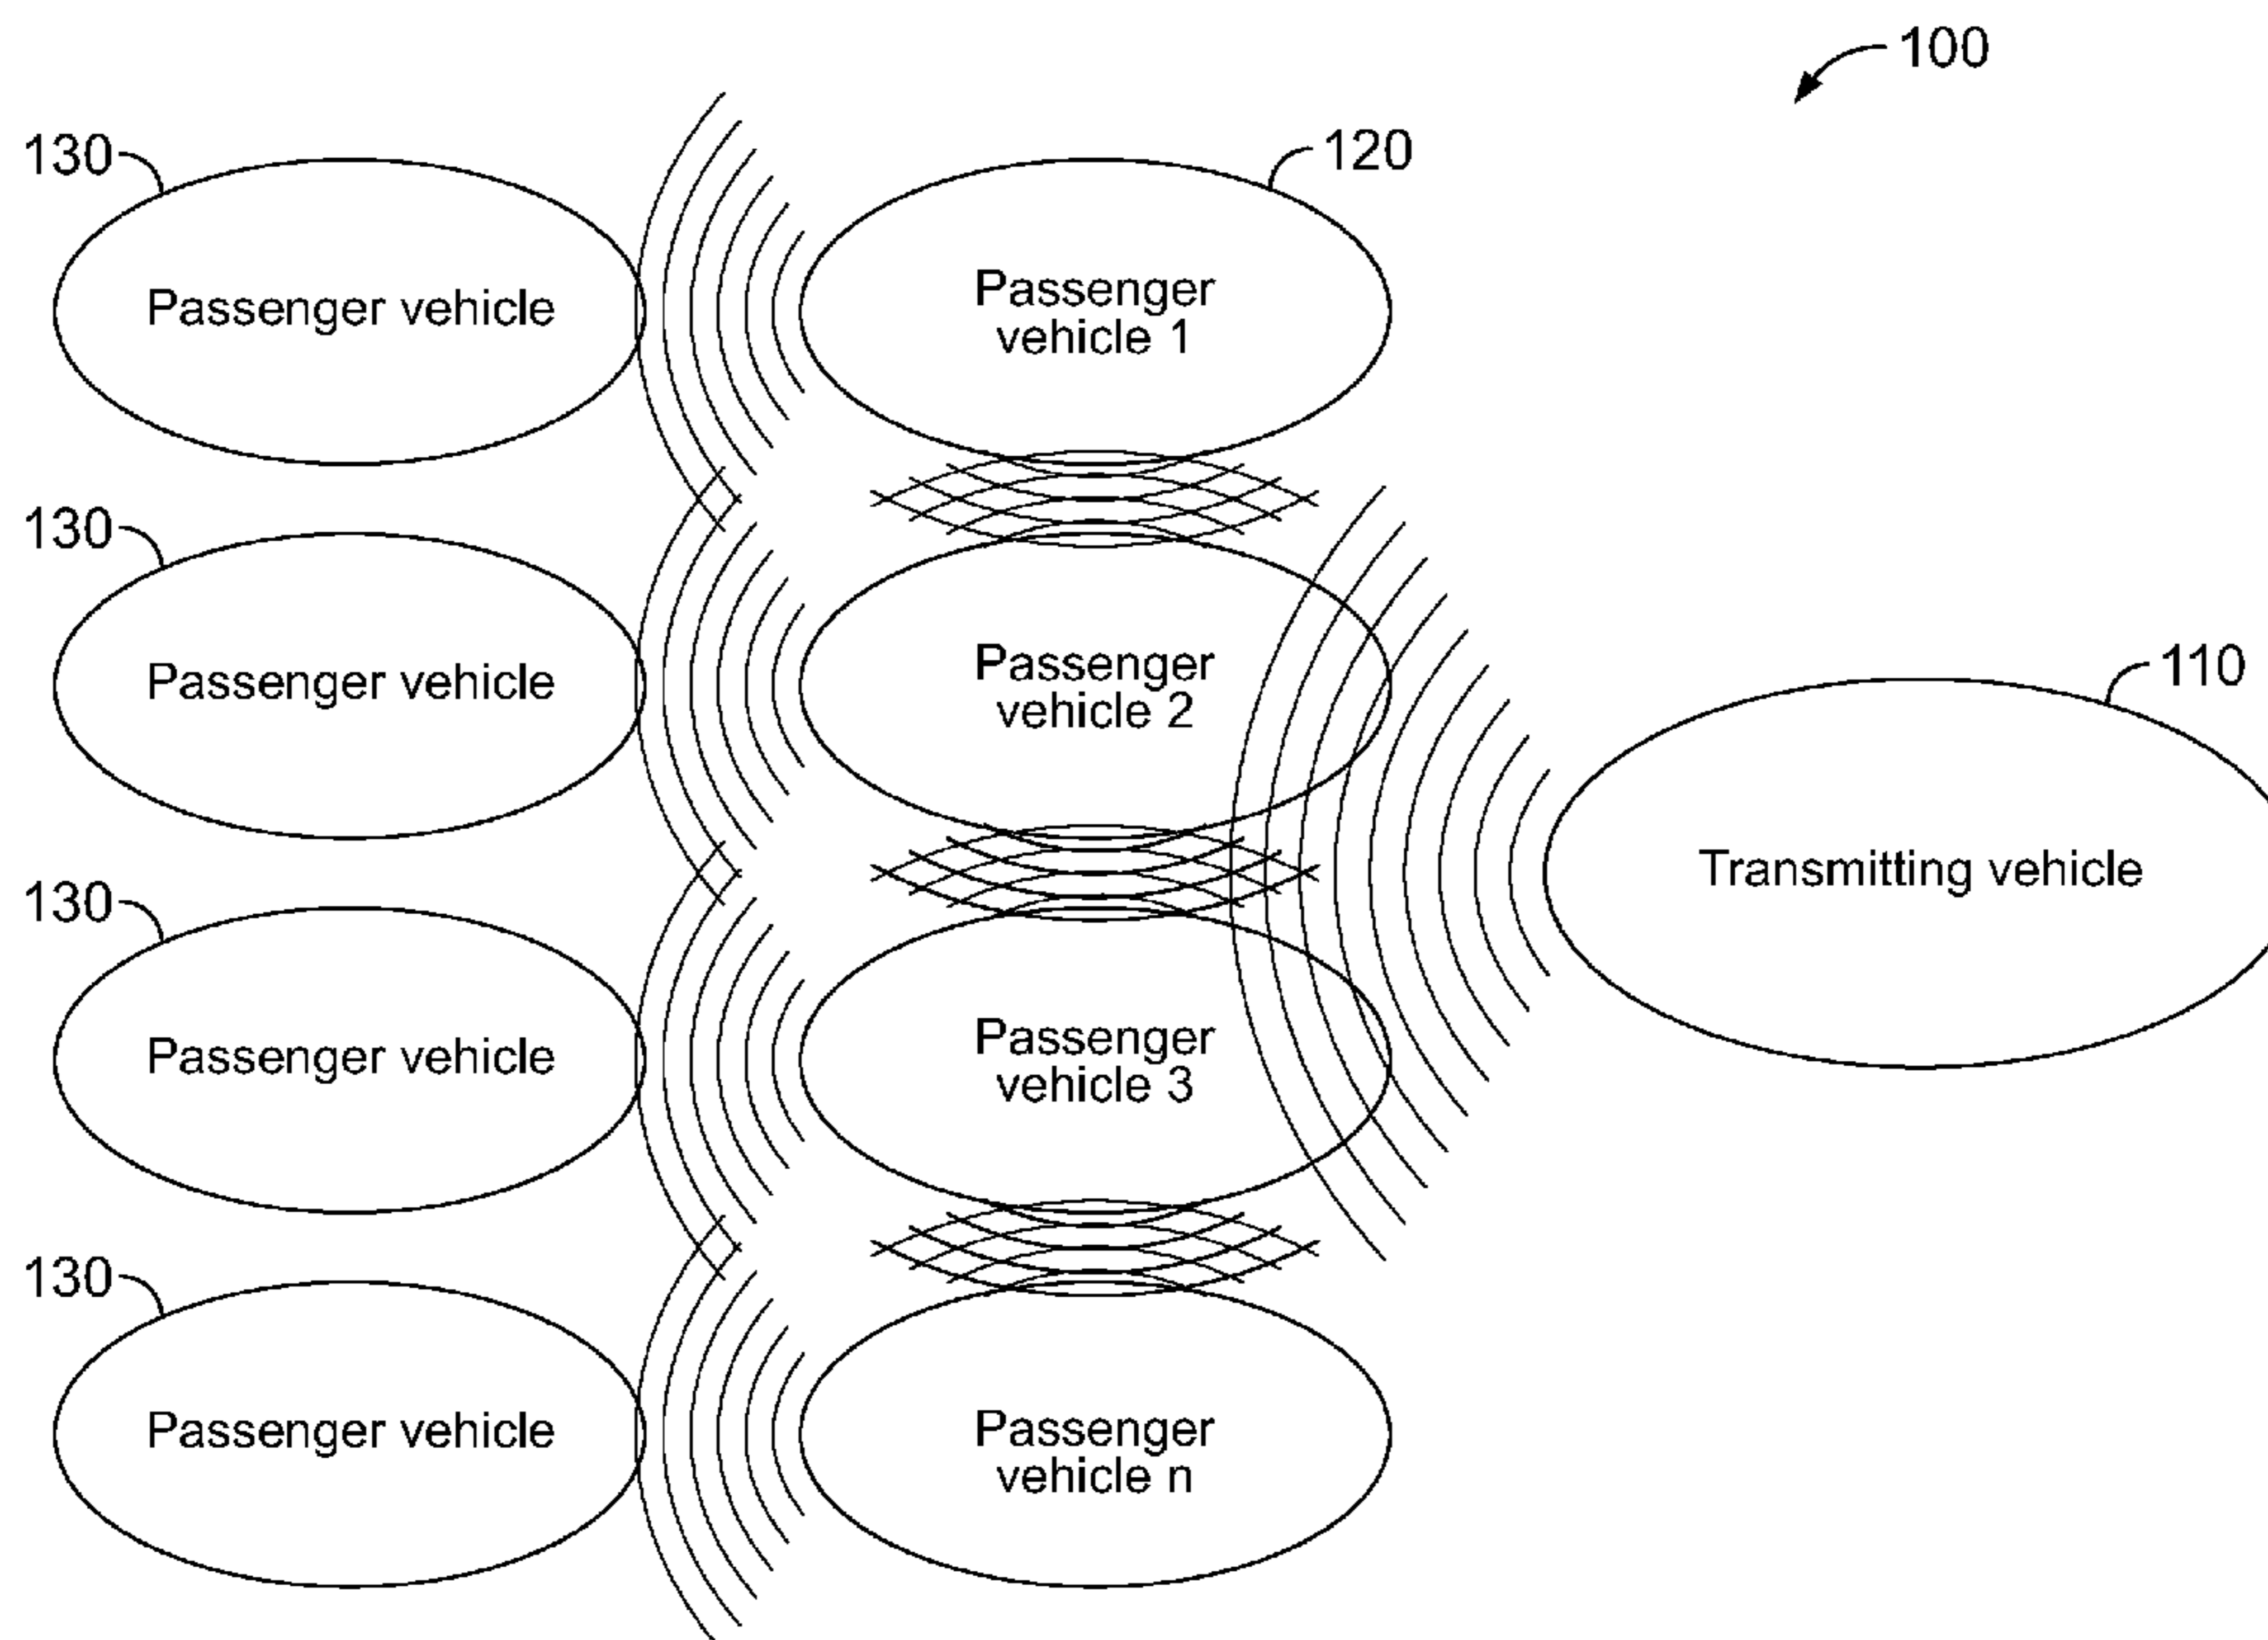 100
130
120
Passenger vehicle
Passenger
vehicle 1
130
Passenger vehicle
Passenger
vehicle 2
110
Transmitting vehicle
130
Passenger vehicle
Passenger
vehicle 3
130
Passenger vehicle
Passenger
vehicle n